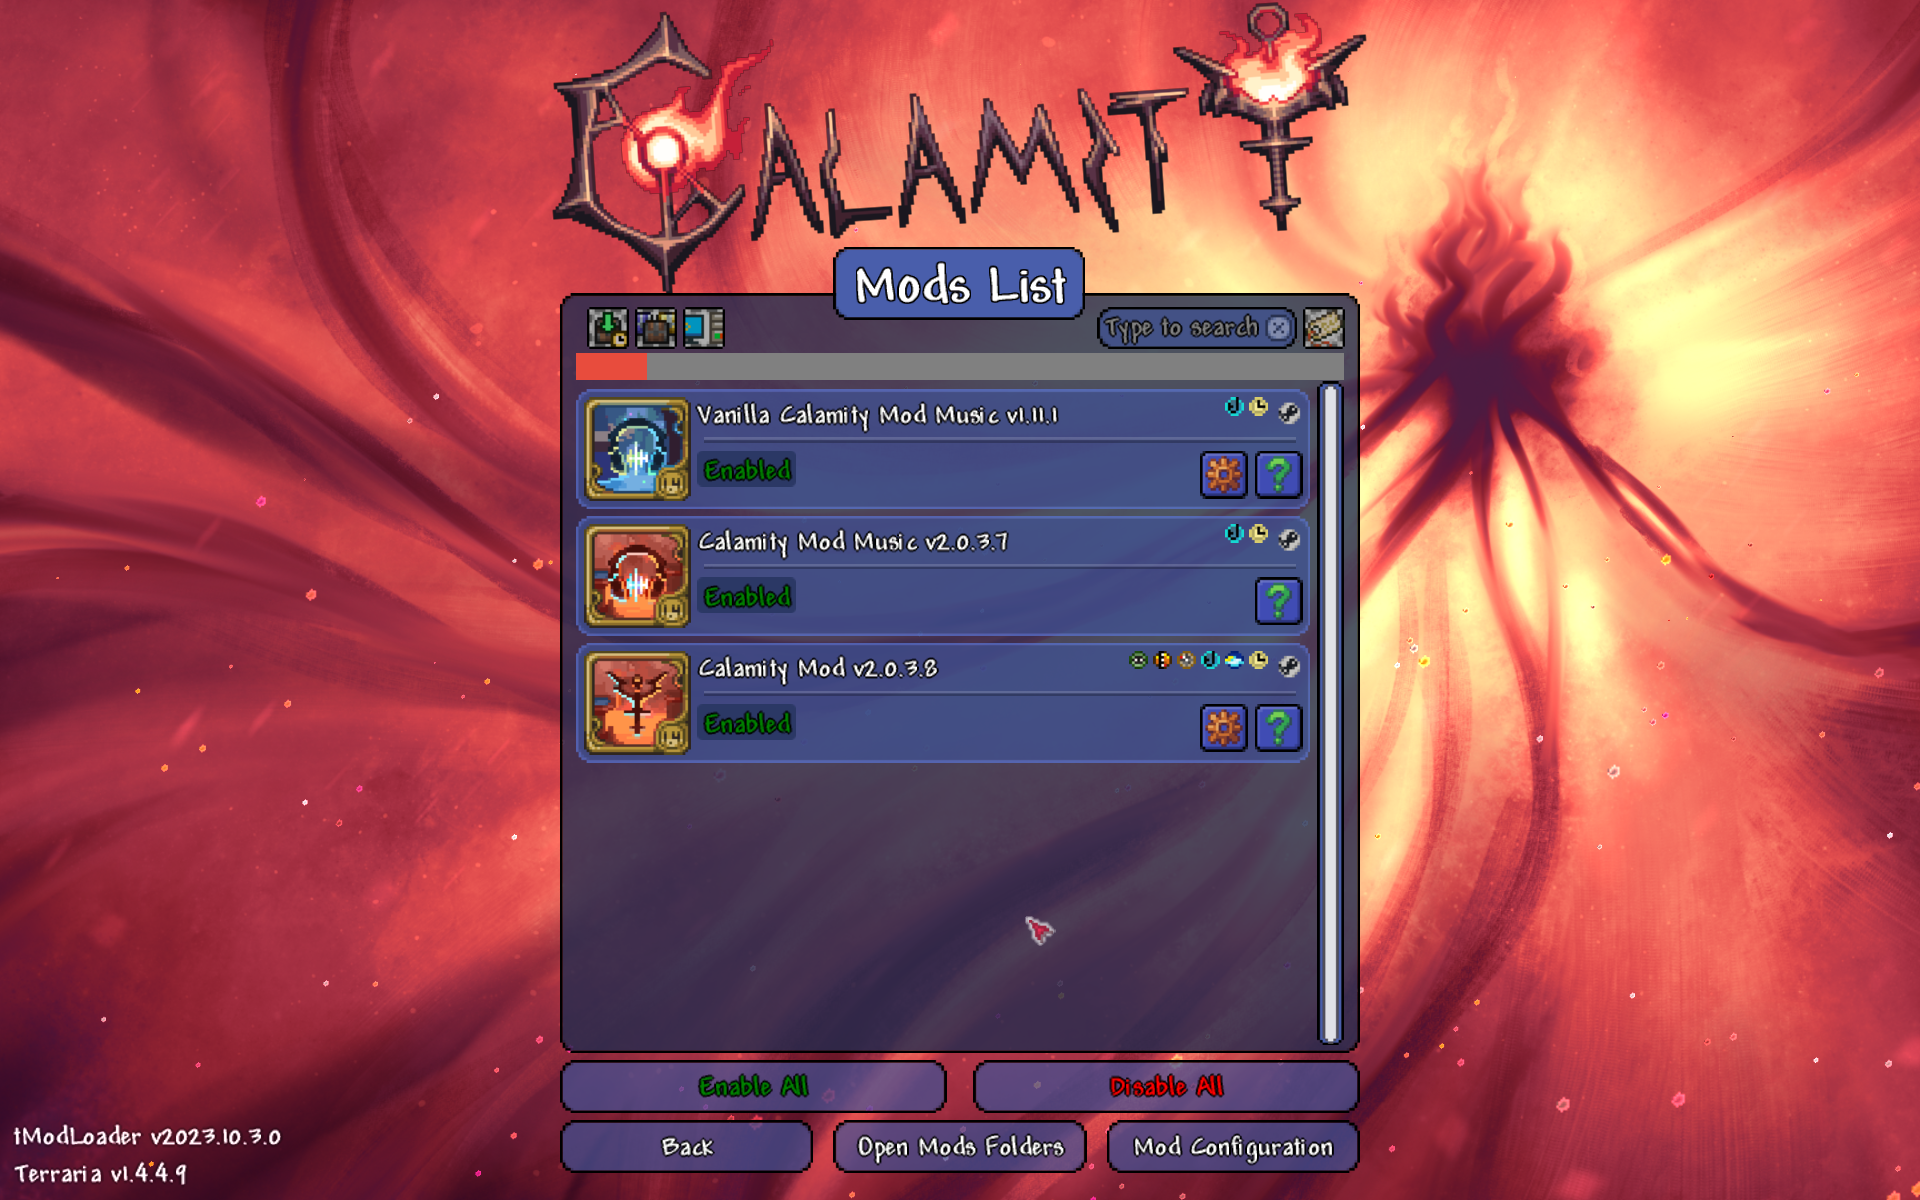 CALAMITY
Mods List
Type to search
Vanilla Calamity Mod Music v1.11.1
Enabled
Calamity Mod Music v2.0.3.7
Enabled
Calamity Mod v2.0.3.8
Enabled
Enable All
Disable All
Back
Open Mods Folders
Mod Configuration
tModLoader v2023.10.3.0
Terraria v1.4.4.9